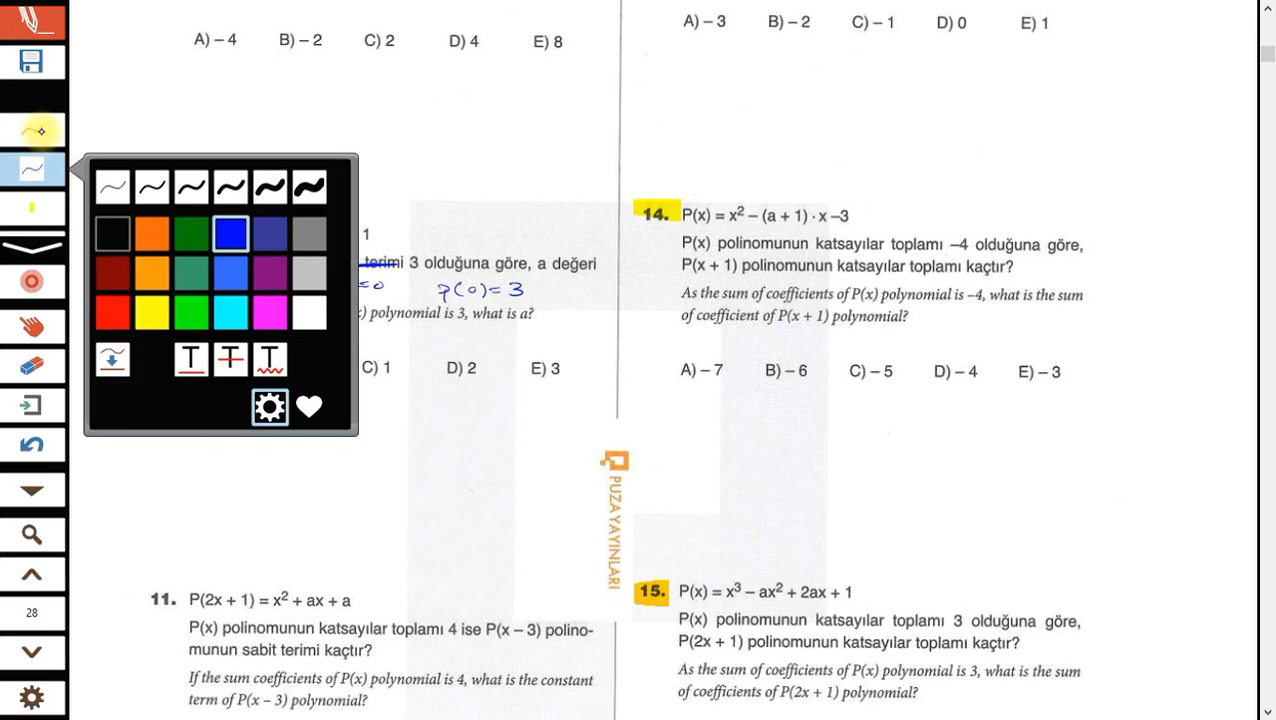 A) – 4 B) – 2 C) 2 D) 4 E) 8
1
terimi 3 olduğuna göre, a değeri
= 0 P(0) = 3
) polynomial is 3, what is a?
C) 1 D) 2 E) 3
11. P(2x + 1) = x² + ax + a
P(x) polinomunun katsayılar toplamı 4 ise P(x – 3) polino-
munun sabit terimi kaçtır?
If the sum coefficients of P(x) polynomial is 4, what is the constant
term of P(x – 3) polynomial?
A) – 3 B) – 2 C) – 1 D) 0 E) 1
14. P(x) = x² – (a + 1) · x –3
P(x) polinomunun katsayılar toplamı –4 olduğuna göre,
P(x + 1) polinomunun katsayılar toplamı kaçtır?
As the sum of coefficients of P(x) polynomial is –4, what is the sum
of coefficient of P(x + 1) polynomial?
A) – 7 B) – 6 C) – 5 D) – 4 E) – 3
PUZA YAYINLARI
15. P(x) = x³ – ax² + 2ax + 1
P(x) polinomunun katsayılar toplamı 3 olduğuna göre,
P(2x + 1) polinomunun katsayılar toplamı kaçtır?
As the sum of coefficients of P(x) polynomial is 3, what is the sum
of coefficients of P(2x + 1) polynomial?
T T T
28